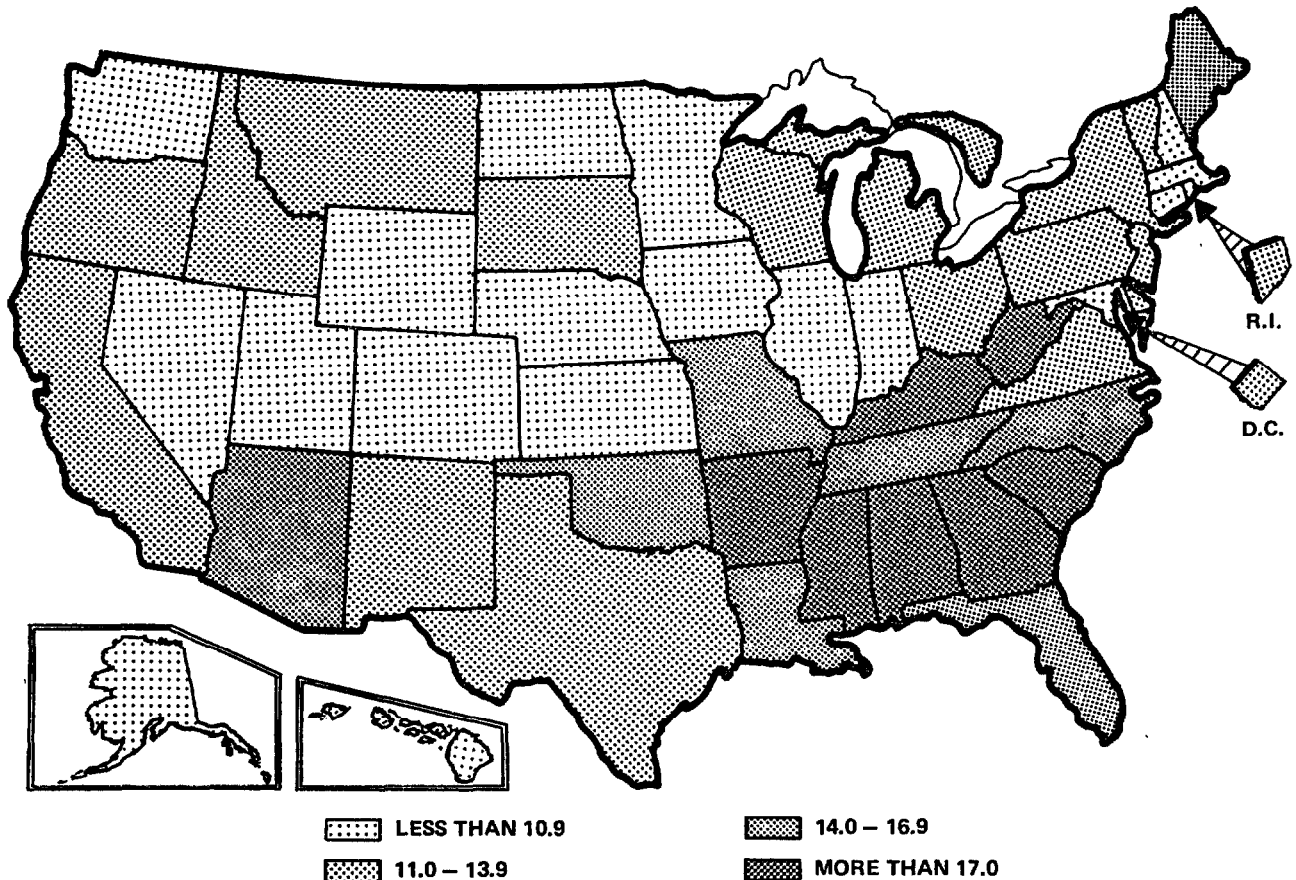 R.I.
D.C.
LESS THAN 10.9
14.0 – 16.9
11.0 – 13.9
MORE THAN 17.0